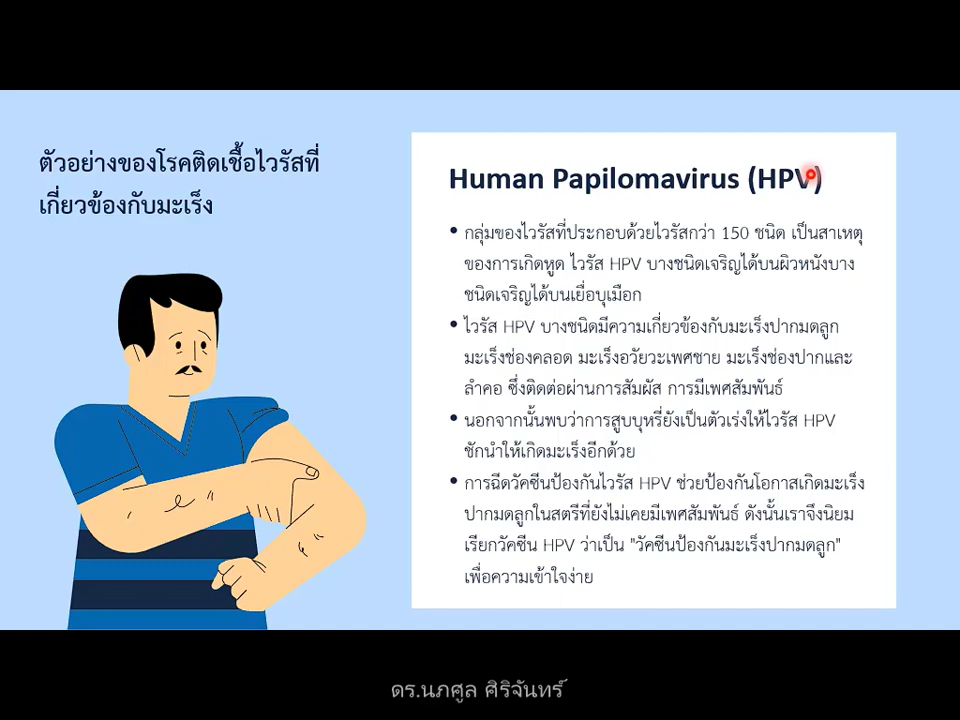 ตัวอย่างของโรคติดเชื้อไวรัสที่
เกี่ยวข้องกับมะเร็ง
Human Papilomavirus (HPV)
• กลุ่มของไวรัสที่ประกอบด้วยไวรัสกว่า 150 ชนิด เป็นสาเหตุ
ของการเกิดหูด ไวรัส HPV บางชนิดเจริญได้บนผิวหนังบาง
ชนิดเจริญได้บนเยื่อบุเมือก
• ไวรัส HPV บางชนิดมีความเกี่ยวข้องกับมะเร็งปากมดลูก
มะเร็งช่องคลอด มะเร็งอวัยวะเพศชาย มะเร็งช่องปากและ
ลำคอ ซึ่งติดต่อผ่านการสัมผัส การมีเพศสัมพันธ์
• นอกจากนั้นพบว่าการสูบบุหรี่ยังเป็นตัวเร่งให้ไวรัส HPV
ชักนำให้เกิดมะเร็งอีกด้วย
• การฉีดวัคซีนป้องกันไวรัส HPV ช่วยป้องกันโอกาสเกิดมะเร็ง
ปากมดลูกในสตรีที่ยังไม่เคยมีเพศสัมพันธ์ ดังนั้นเราจึงนิยม
เรียกวัคซีน HPV ว่าเป็น "วัคซีนป้องกันมะเร็งปากมดลูก"
เพื่อความเข้าใจง่าย
ดร.นภศูล ศิริจันทร์